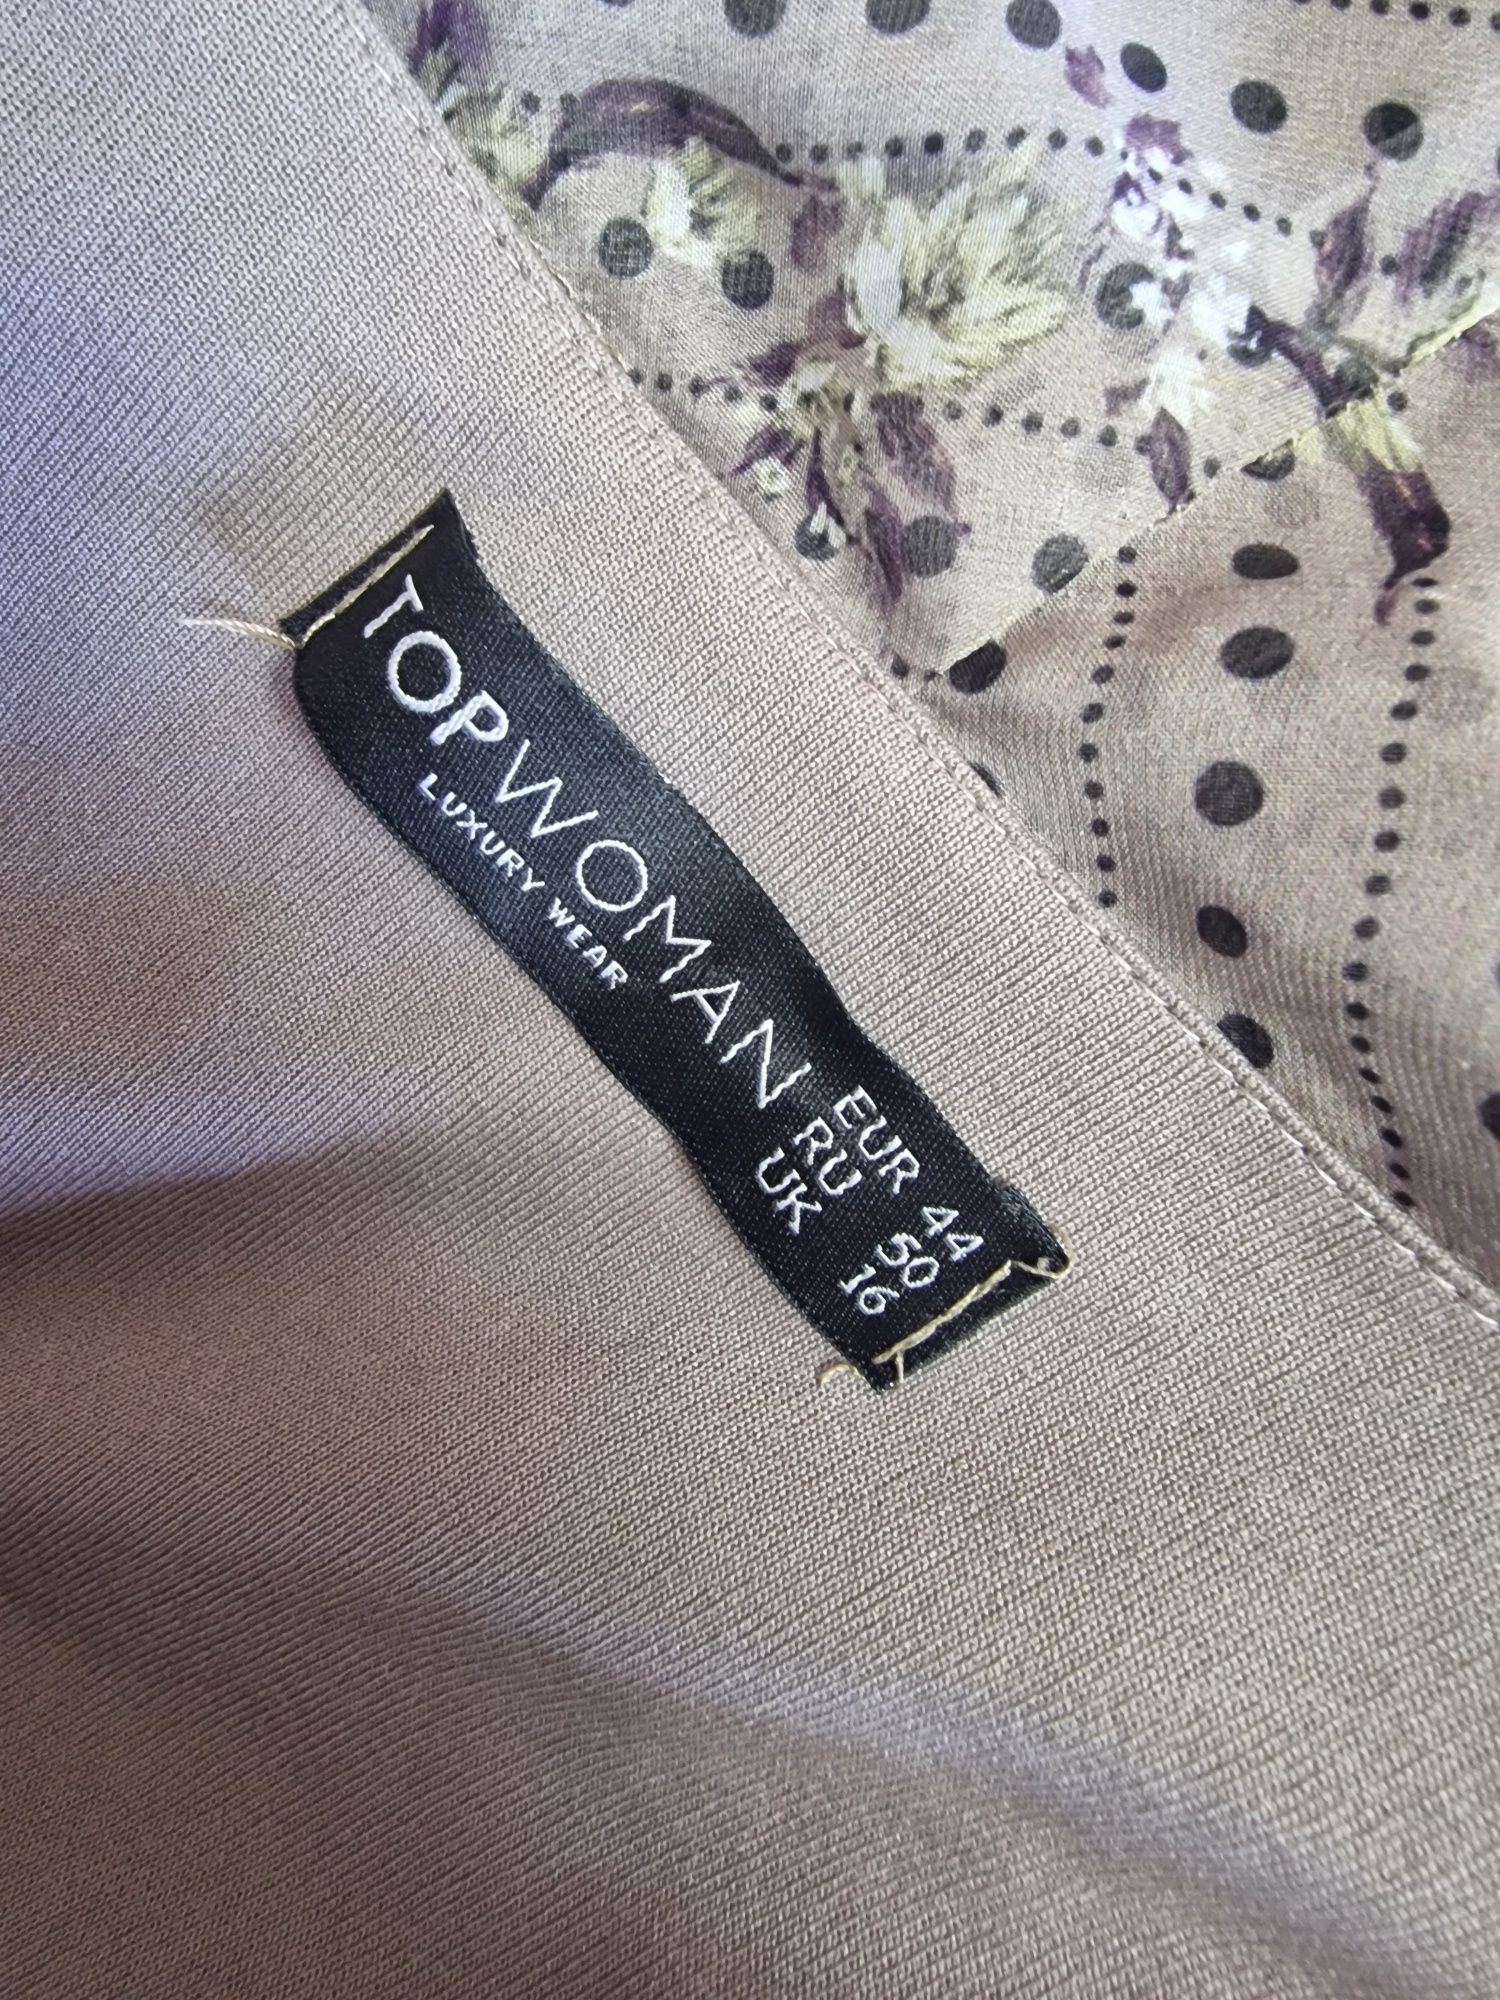 TOPWOMAN
LUXURY WEAR
EUR 44
RU 50
UK 16